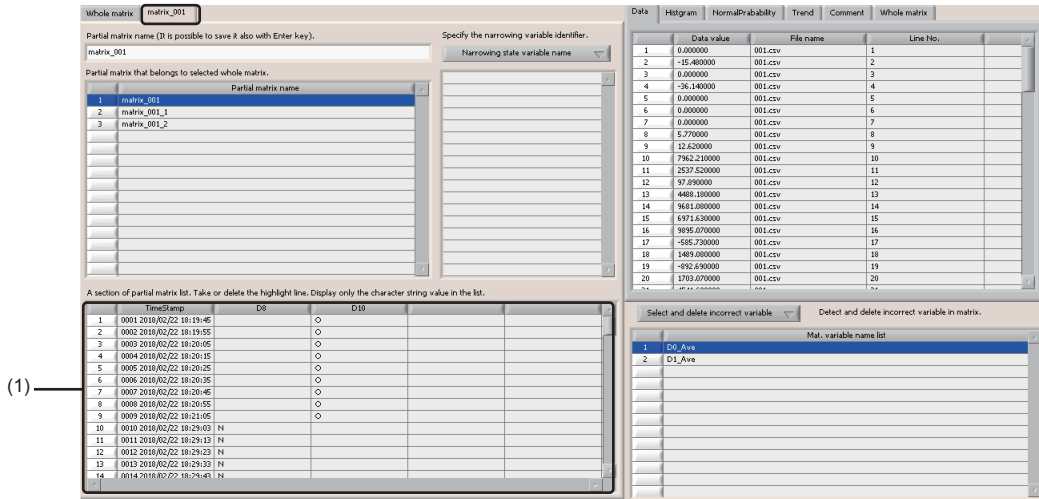 Whole matrix matrix_001
Partial matrix name (It is possible to save it also with Enter key).
matrix_001
Partial matrix that belongs to selected whole matrix.
Partial matrix name
1 matrix_001
2 matrix_001_1
3 matrix_001_2
Specify the narrowing variable identifier.
Narrowing state variable name
A section of partial matrix list. Take or delete the highlight line. Display only the character string value in the list.
TimeStamp D8 D10
1 0001 2018/02/22 18:19:45 O
2 0002 2018/02/22 18:19:55 O
3 0003 2018/02/22 18:20:05 O
4 0004 2018/02/22 18:20:15 O
5 0005 2018/02/22 18:20:25 O
6 0006 2018/02/22 18:20:35 O
7 0007 2018/02/22 18:20:45 O
8 0008 2018/02/22 18:20:55 O
9 0009 2018/02/22 18:21:05 O
10 0010 2018/02/22 18:29:03 N
11 0011 2018/02/22 18:29:13 N
12 0012 2018/02/22 18:29:23 N
13 0013 2018/02/22 18:29:33 N
14 0014 2018/02/22 18:29:43 N
(1)
Data Histgram NormalPrabability Trend Comment Whole matrix
Data value File name Line No.
1 0.000000 001.csv 1
2 -15.480000 001.csv 2
3 0.000000 001.csv 3
4 -36.140000 001.csv 4
5 0.000000 001.csv 5
6 0.000000 001.csv 6
7 0.000000 001.csv 7
8 5.770000 001.csv 8
9 12.620000 001.csv 9
10 7962.210000 001.csv 10
11 2537.520000 001.csv 11
12 97.890000 001.csv 12
13 4488.180000 001.csv 13
14 9681.080000 001.csv 14
15 6971.630000 001.csv 15
16 9895.070000 001.csv 16
17 -585.730000 001.csv 17
18 1489.080000 001.csv 18
19 -892.690000 001.csv 19
20 1703.070000 001.csv 20
Select and delete incorrect variable Detect and delete incorrect variable in matrix.
Mat. variable name list
1 D0_Ave
2 D1_Ave